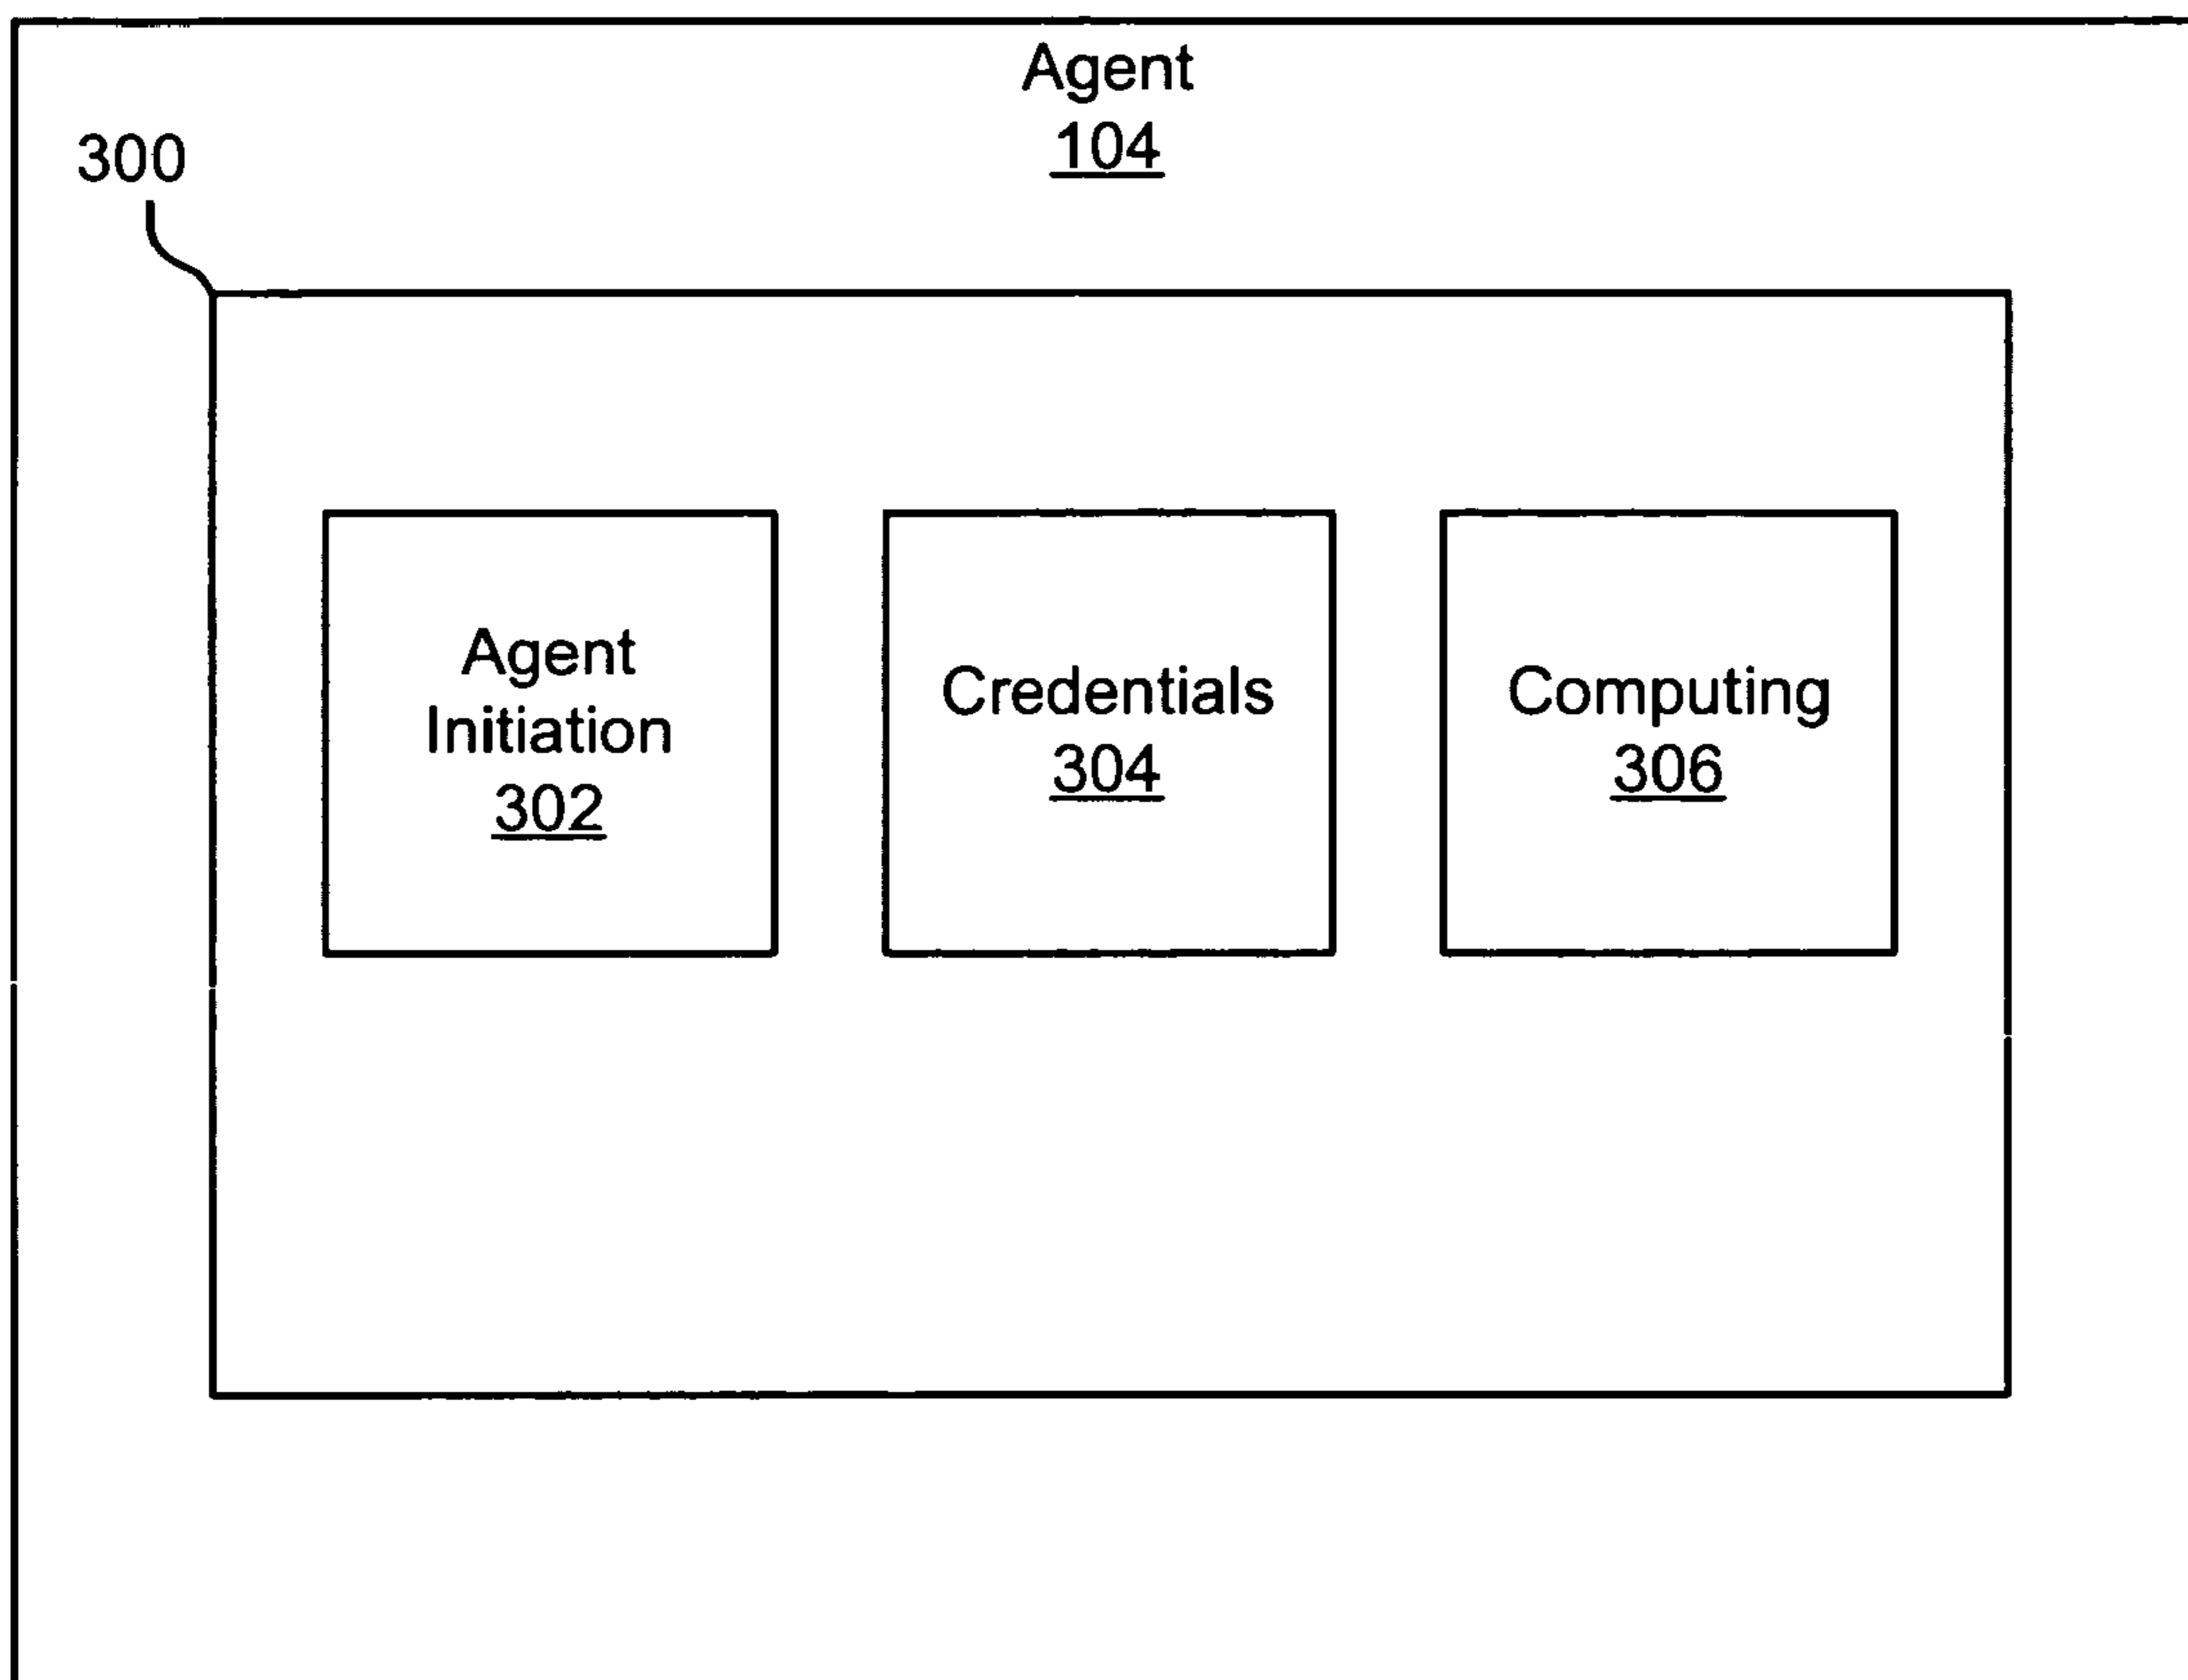 Agent
104
300
Agent
Initiation
302
Credentials
304
Computing
306